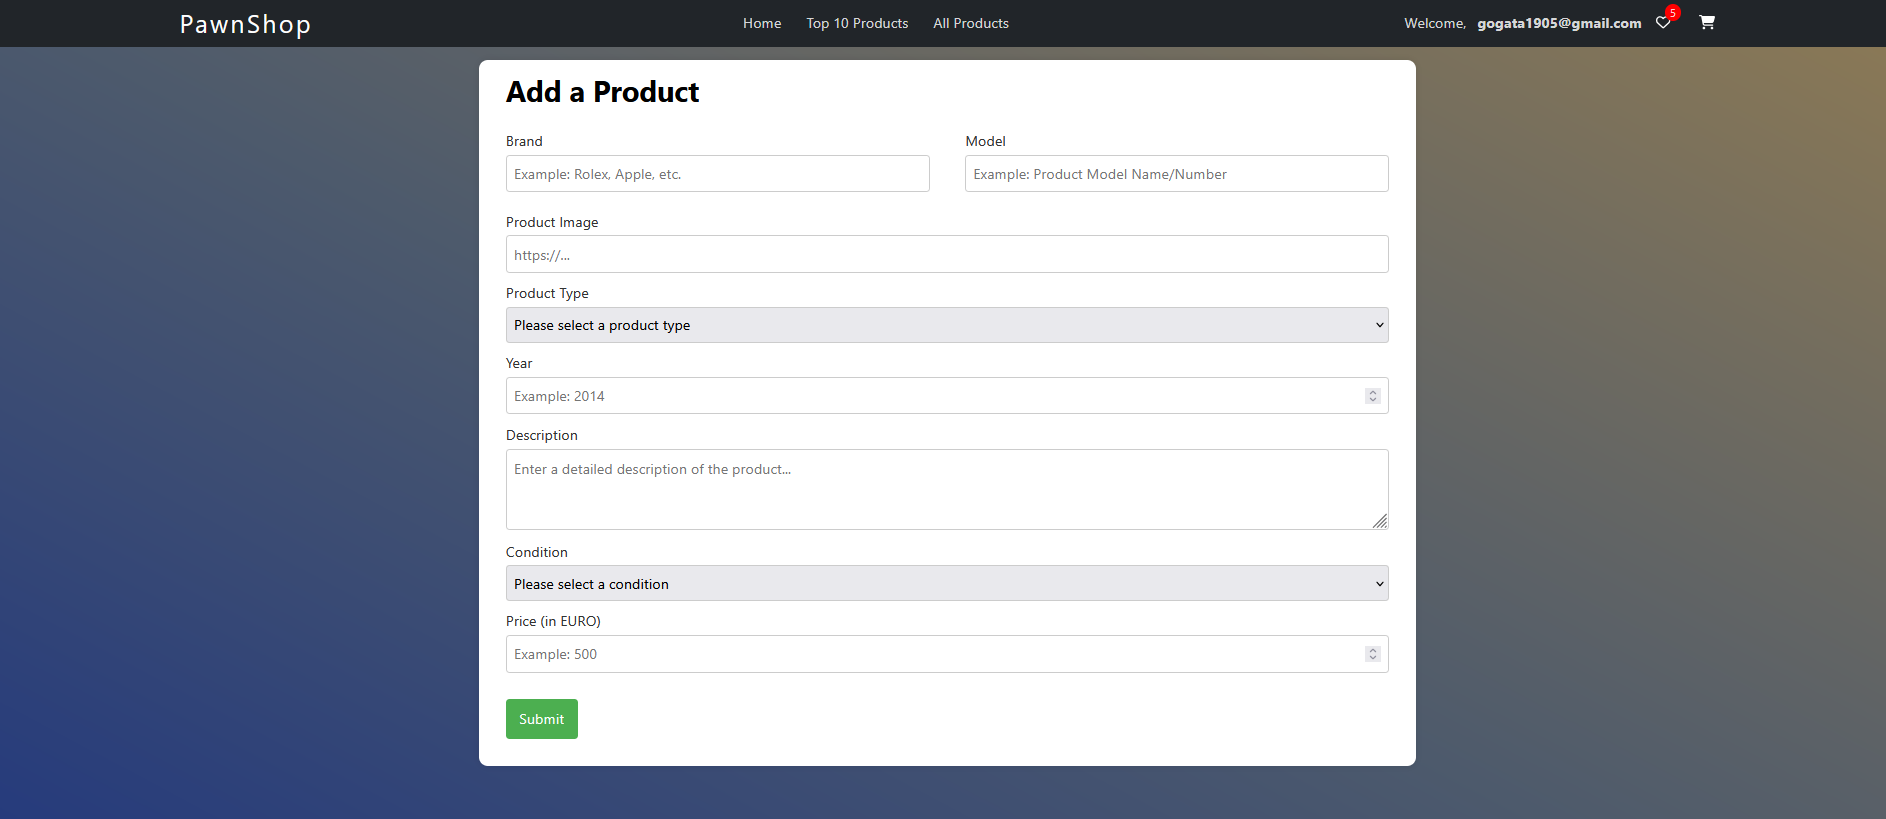 PawnShop
Home Top 10 Products All Products
Welcome, gogata1905@gmail.com 5
Add a Product
Brand Model
Example: Rolex, Apple, etc. Example: Product Model Name/Number
Product Image
https://...
Product Type
Please select a product type
Year
Example: 2014
Description
Enter a detailed description of the product...
Condition
Please select a condition
Price (in EURO)
Example: 500
Submit